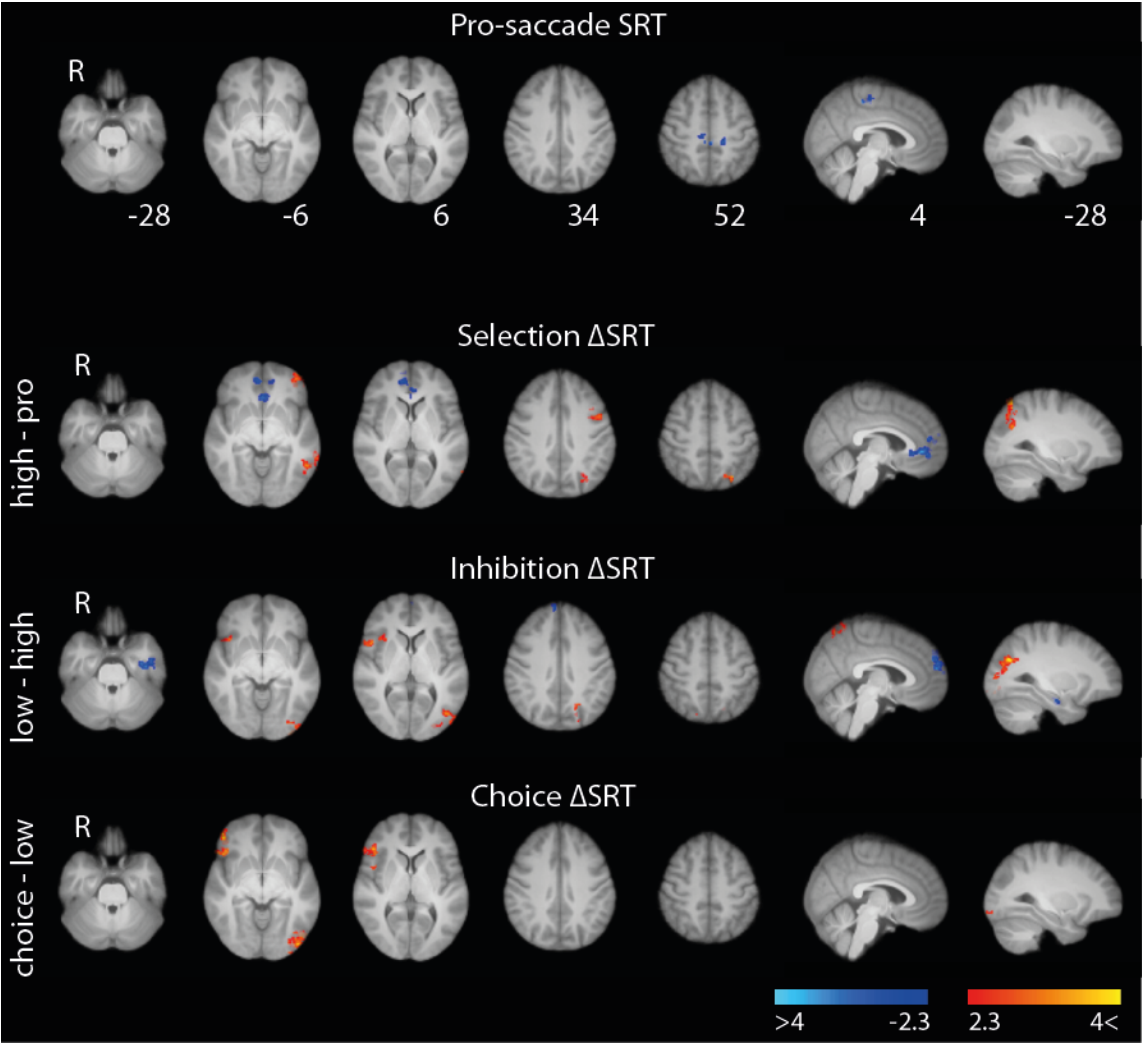 Pro-saccade SRT
R
-28 -6 6 34 52 4 -28
Selection ΔSRT
R
high - pro
Inhibition ΔSRT
R
low - high
Choice ΔSRT
R
choice - low
>4 -2.3 2.3 4<